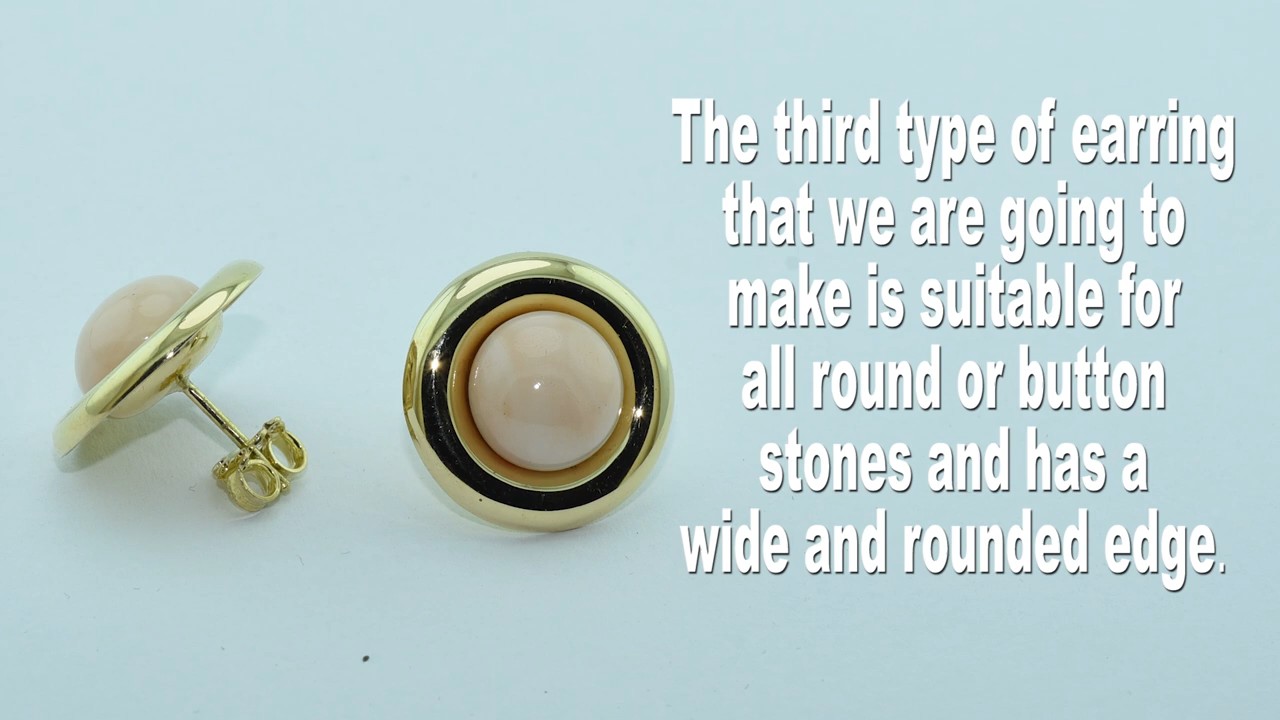 The third type of earring
that we are going to
make is suitable for
all round or button
stones and has a
wide and rounded edge.